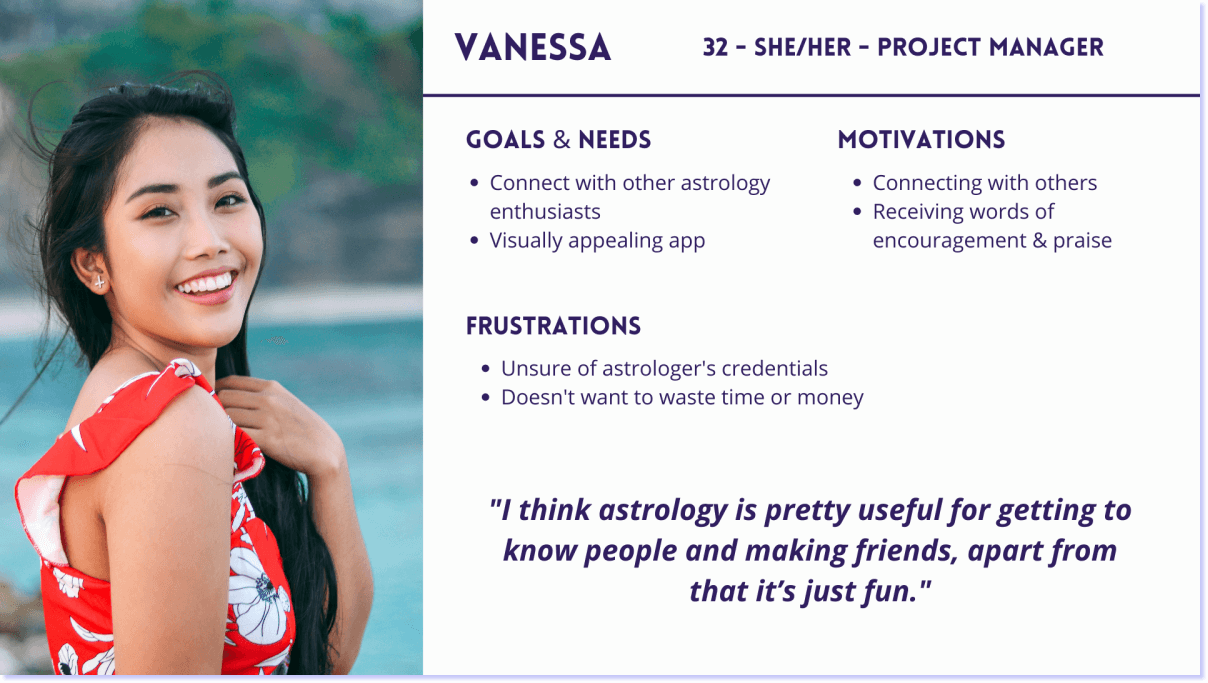 VANESSA
32 - SHE/HER - PROJECT MANAGER
GOALS & NEEDS
• Connect with other astrology
enthusiasts
• Visually appealing app
MOTIVATIONS
• Connecting with others
• Receiving words of
encouragement & praise
FRUSTRATIONS
• Unsure of astrologer's credentials
• Doesn't want to waste time or money
"I think astrology is pretty useful for getting to
know people and making friends, apart from
that it’s just fun."